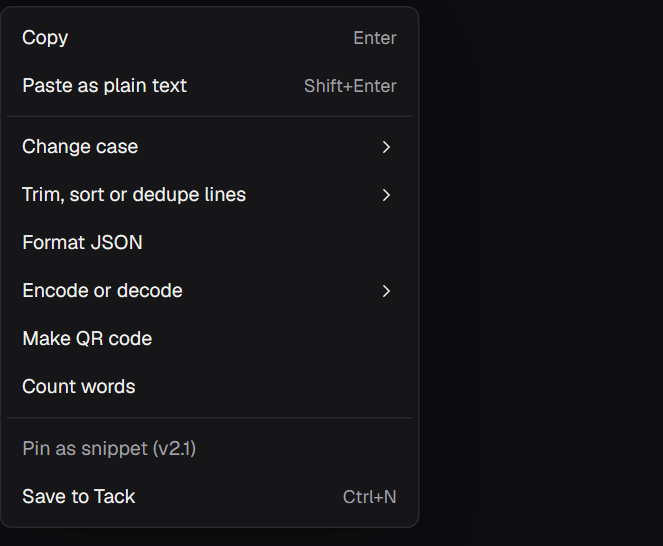 Copy Enter
Paste as plain text Shift+Enter
Change case
Trim, sort or dedupe lines
Format JSON
Encode or decode
Make QR code
Count words
Pin as snippet (v2.1)
Save to Tack Ctrl+N